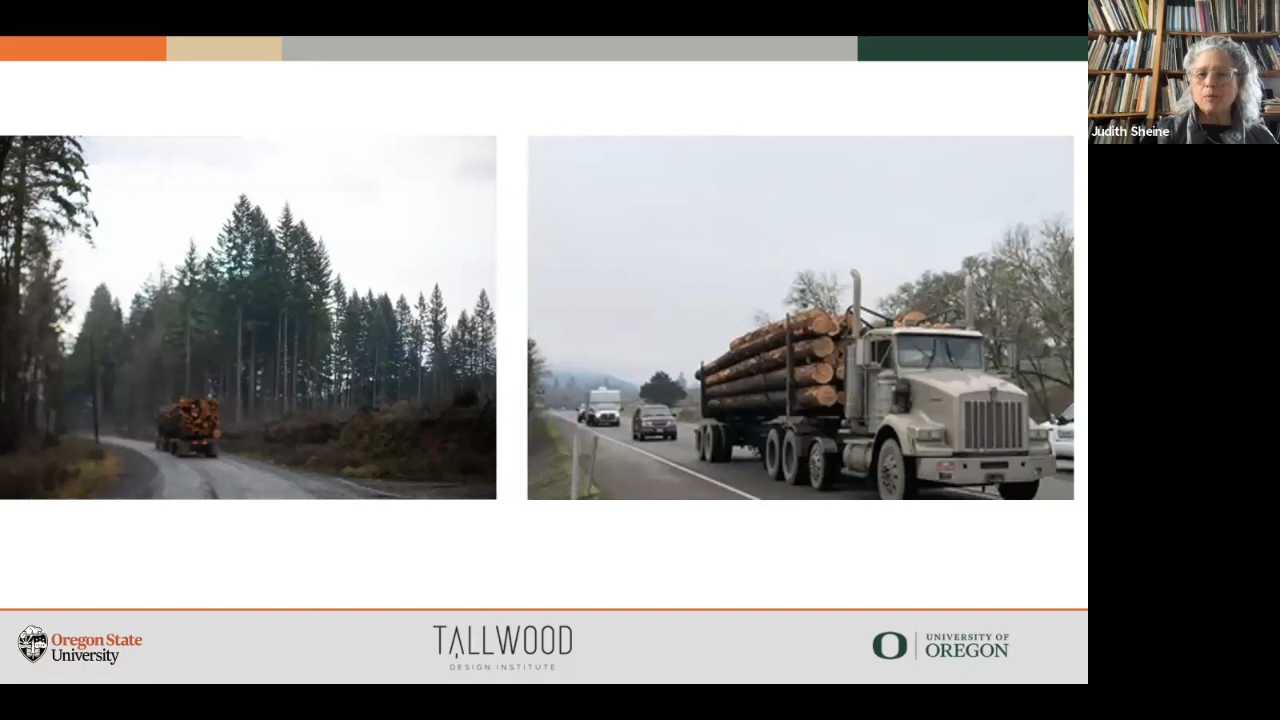 Judith Sheine
Oregon State
University
TALLWOOD
DESIGN INSTITUTE
UNIVERSITY OF
OREGON